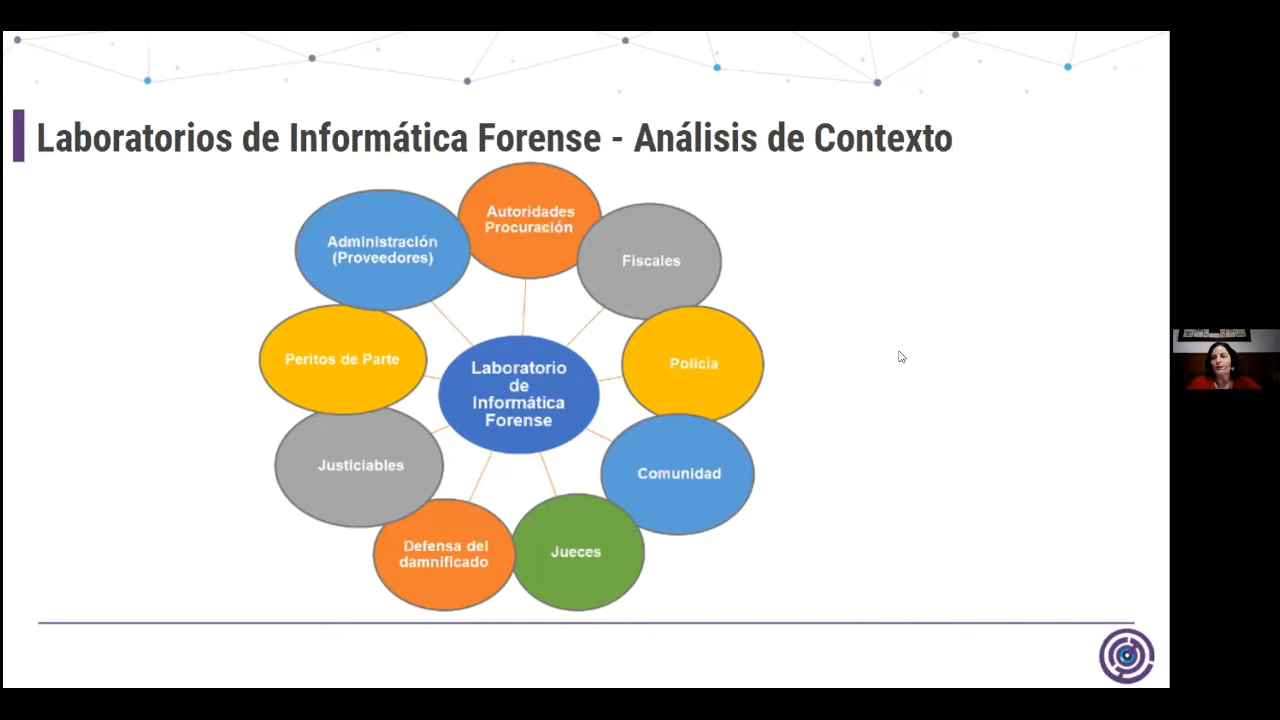 Laboratorios de Informática Forense - Análisis de Contexto
Autoridades
Procuración
Administración
(Proveedores)
Fiscales
Peritos de Parte
Laboratorio
de
Informática
Forense
Policía
Justiciables
Comunidad
Defensa del
damnificado
Jueces